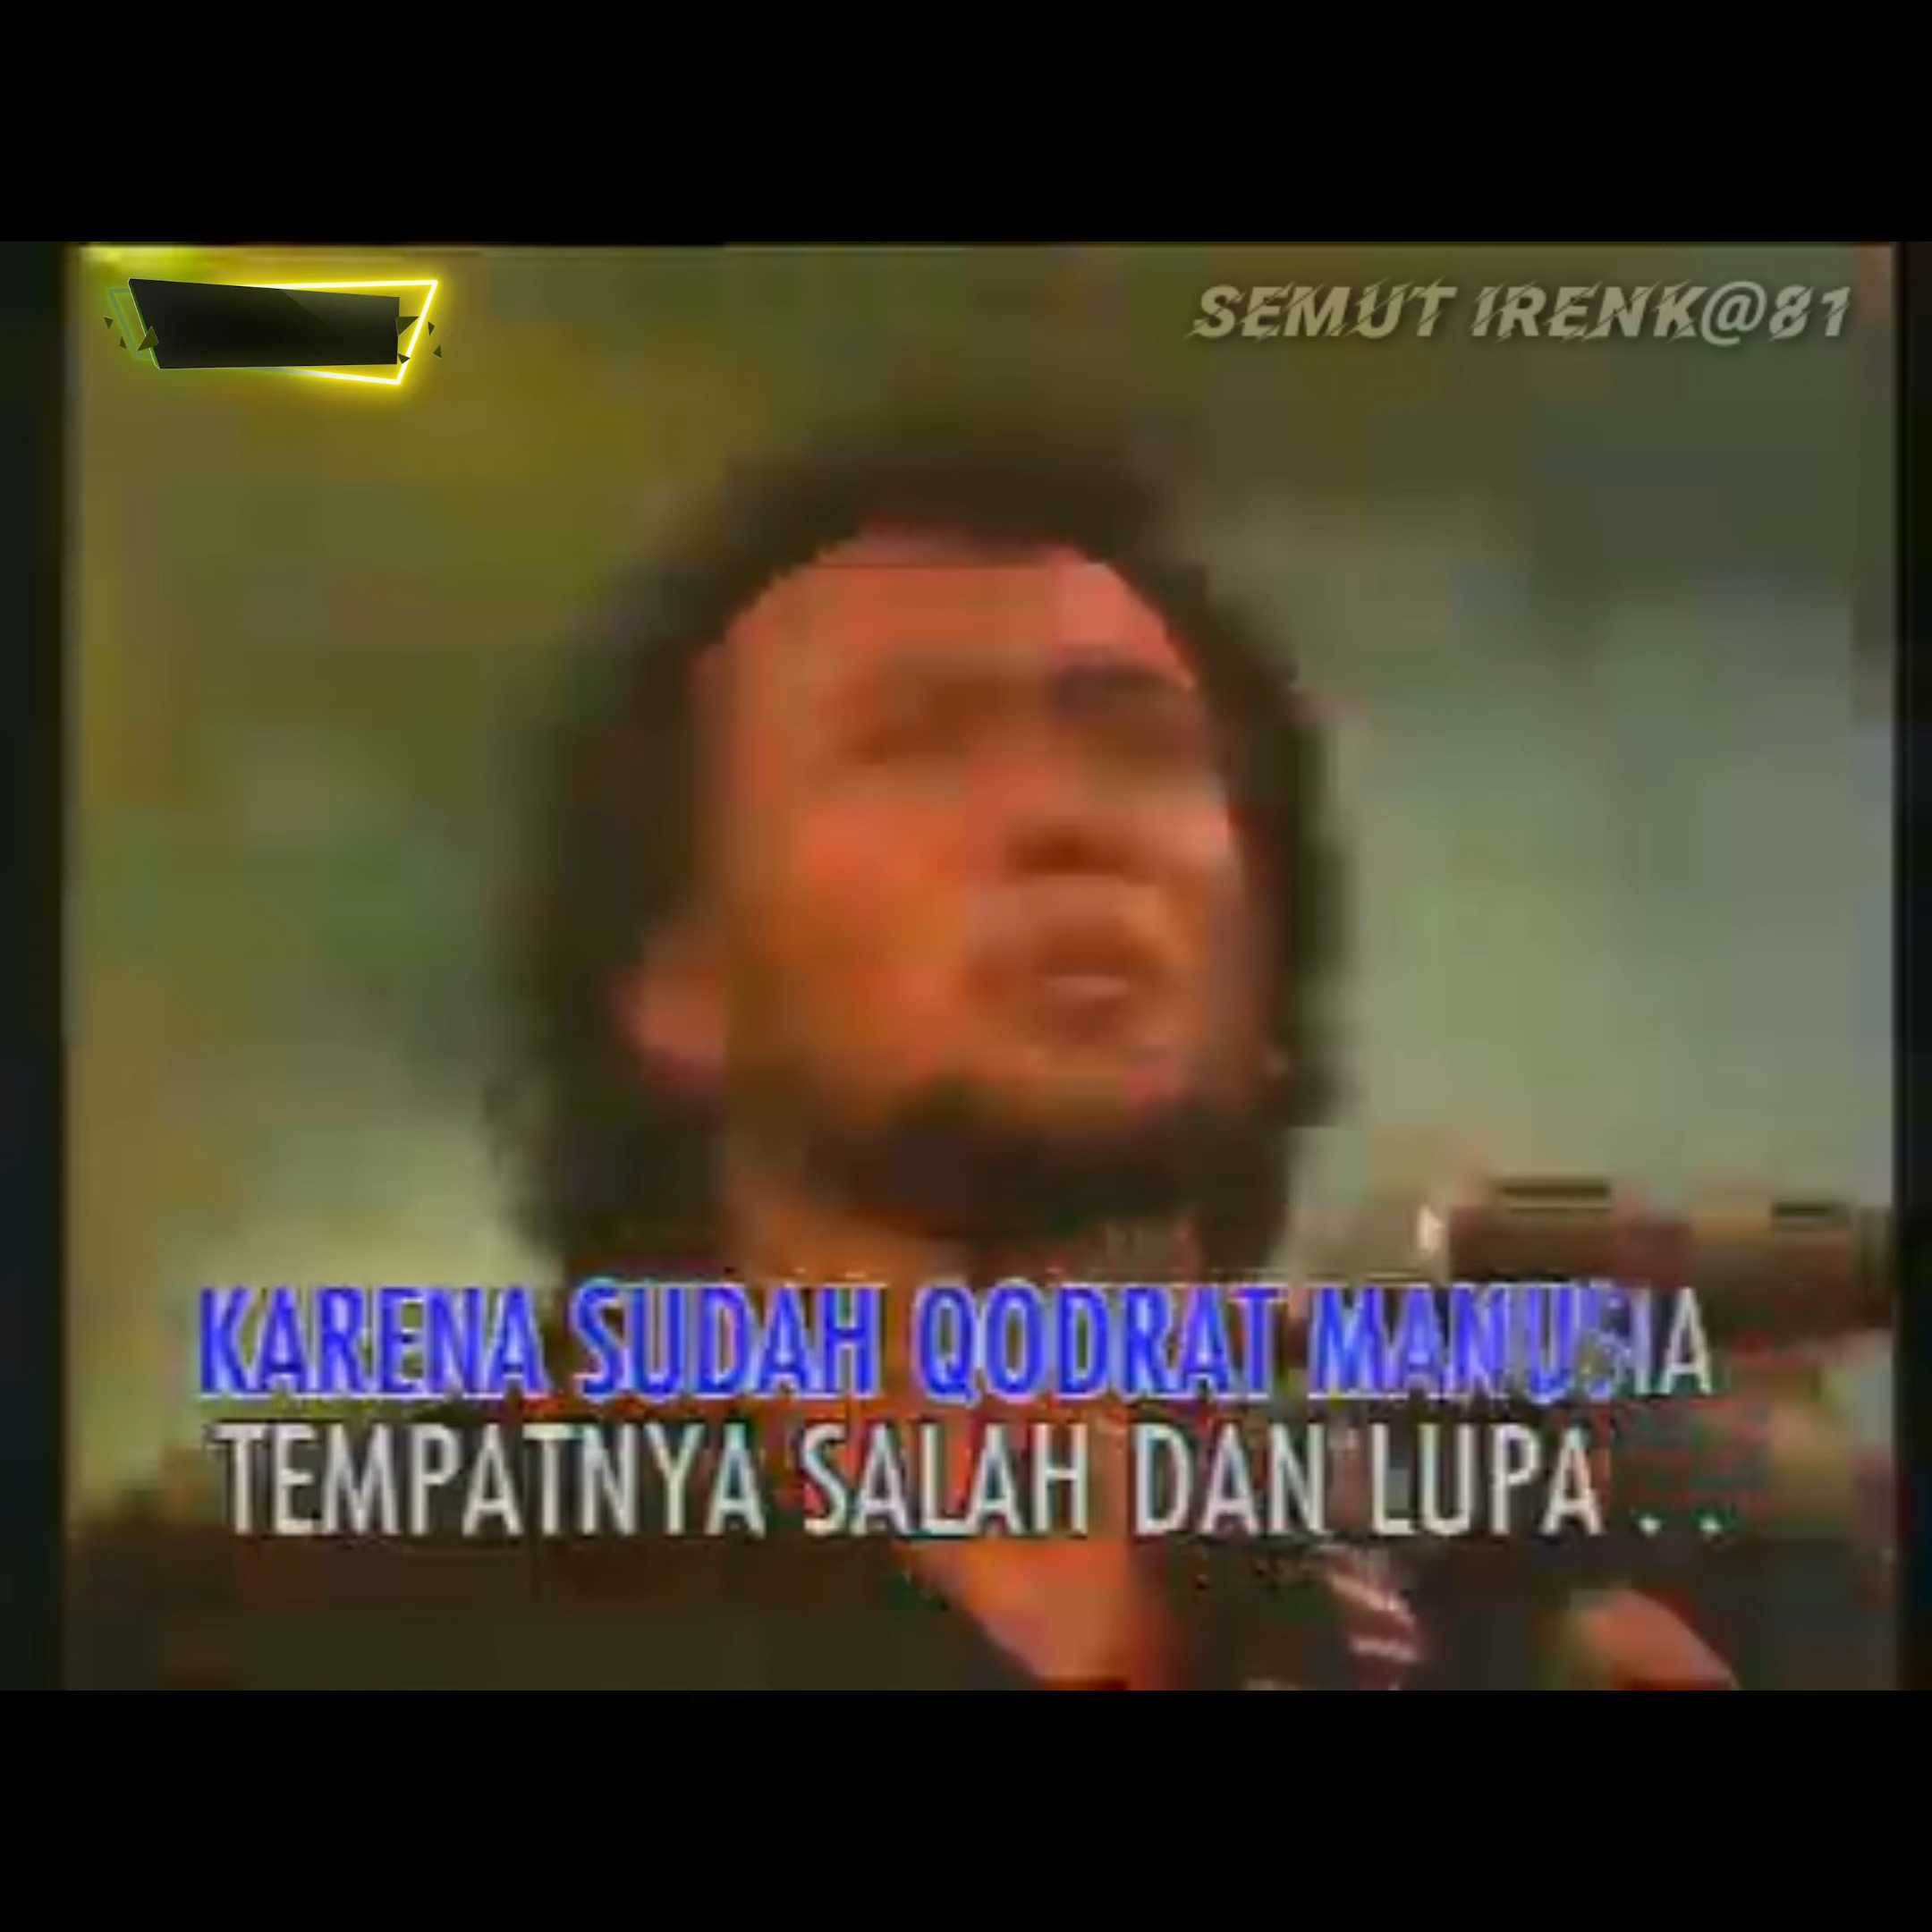 SEMUT IRENK@81
KARENA SUDAH QODRAT MANUSIA
TEMPATNYA SALAH DAN LUPA . .